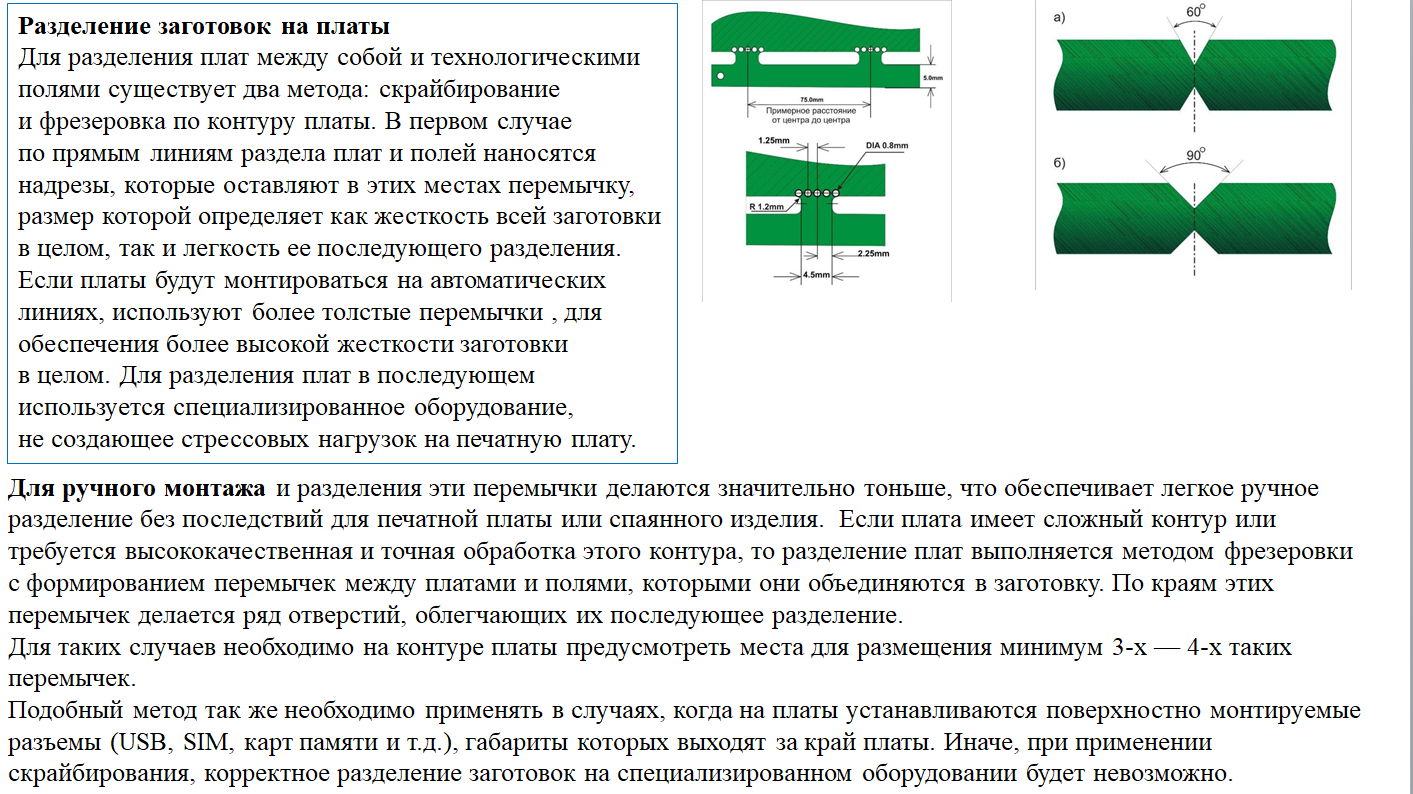 Разделение заготовок на платы
Для разделения плат между собой и технологическими
полями существует два метода: скрайбирование
и фрезеровка по контуру платы. В первом случае
по прямым линиям раздела плат и полей наносятся
надрезы, которые оставляют в этих местах перемычку,
размер которой определяет как жесткость всей заготовки
в целом, так и легкость ее последующего разделения.
Если платы будут монтироваться на автоматических
линиях, используют более толстые перемычки , для
обеспечения более высокой жесткости заготовки
в целом. Для разделения плат в последующем
используется специализированное оборудование,
не создающее стрессовых нагрузок на печатную плату.
5.0mm
75.0mm
Примерное расстояние
от центра до центра
1.25mm
DIA 0.8mm
R 1.2mm
2.25mm
4.5mm
а)
60°
б)
90°
Для ручного монтажа и разделения эти перемычки делаются значительно тоньше, что обеспечивает легкое ручное
разделение без последствий для печатной платы или спаянного изделия. Если плата имеет сложный контур или
требуется высококачественная и точная обработка этого контура, то разделение плат выполняется методом фрезеровки
с формированием перемычек между платами и полями, которыми они объединяются в заготовку. По краям этих
перемычек делается ряд отверстий, облегчающих их последующее разделение.
Для таких случаев необходимо на контуре платы предусмотреть места для размещения минимум 3-х — 4-х таких
перемычек.
Подобный метод так же необходимо применять в случаях, когда на платы устанавливаются поверхностно монтируемые
разъемы (USB, SIM, карт памяти и т.д.), габариты которых выходят за край платы. Иначе, при применении
скрайбирования, корректное разделение заготовок на специализированном оборудовании будет невозможно.